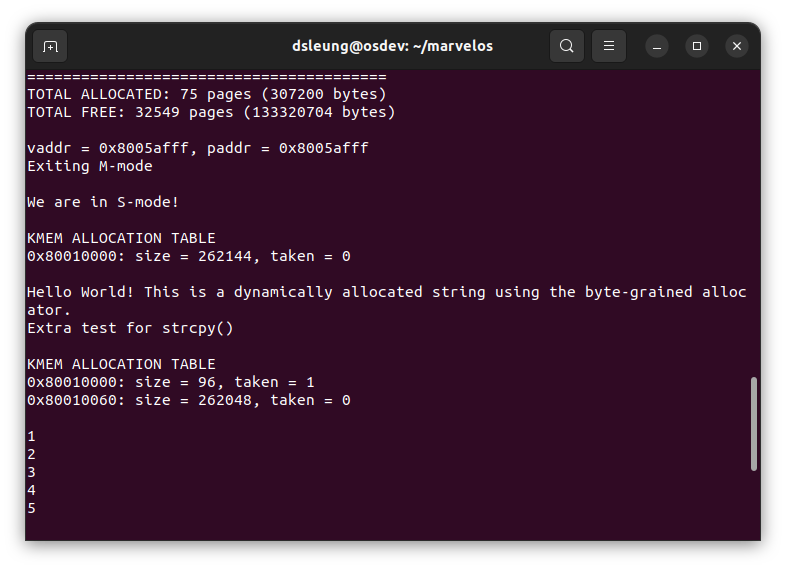 dsleung@osdev: ~/marvelos
========================================
TOTAL ALLOCATED: 75 pages (307200 bytes)
TOTAL FREE: 32549 pages (133320704 bytes)
vaddr = 0x8005afff, paddr = 0x8005afff
Exiting M-mode
We are in S-mode!
KMEM ALLOCATION TABLE
0x80010000: size = 262144, taken = 0
Hello World! This is a dynamically allocated string using the byte-grained alloc
ator.
Extra test for strcpy()
KMEM ALLOCATION TABLE
0x80010000: size = 96, taken = 1
0x80010060: size = 262048, taken = 0
1
2
3
4
5